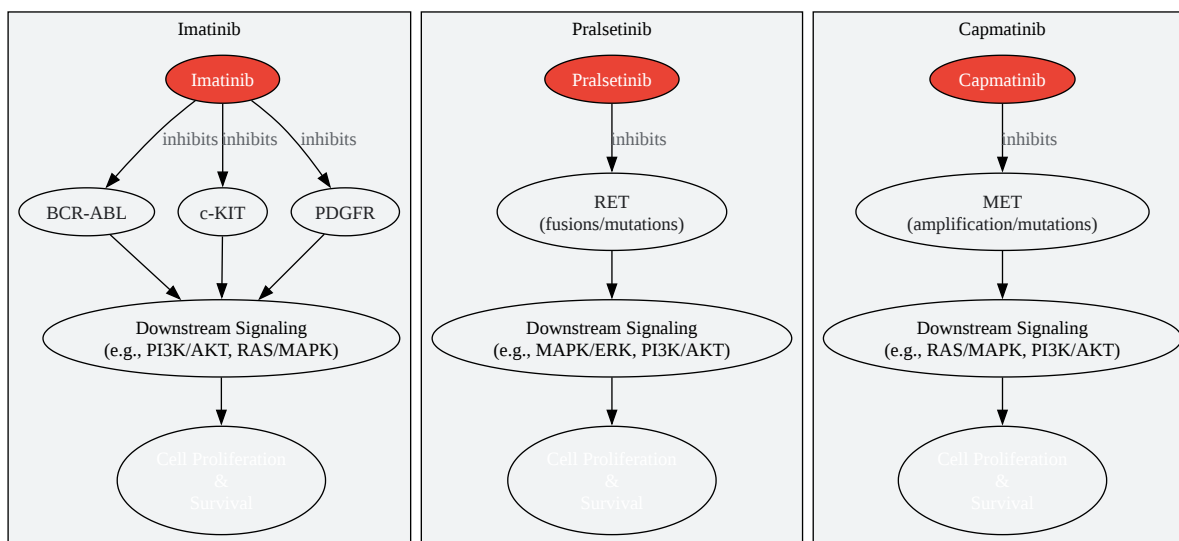 Imatinib
Imatinib
inhibits
inhibits
inhibits
BCR-ABL
c-KIT
PDGFR
Downstream Signaling
(e.g., PI3K/AKT, RAS/MAPK)
Cell Proliferation
&
Survival
Pralsetinib
Pralsetinib
inhibits
RET
(fusions/mutations)
Downstream Signaling
(e.g., MAPK/ERK, PI3K/AKT)
Cell Proliferation
&
Survival
Capmatinib
Capmatinib
inhibits
MET
(amplification/mutations)
Downstream Signaling
(e.g., RAS/MAPK, PI3K/AKT)
Cell Proliferation
&
Survival